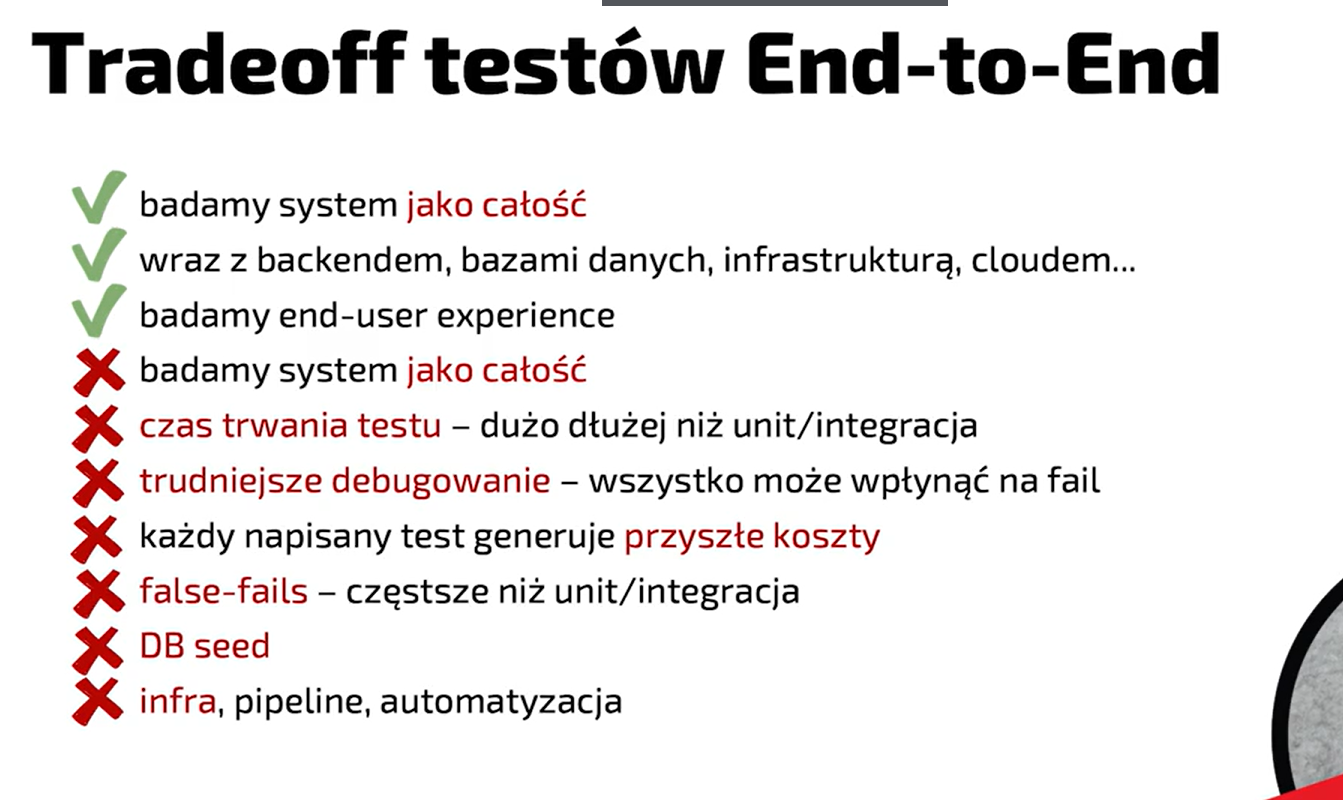 Tradeoff testów End-to-End
badamy system jako całość
wraz z backendem, bazami danych, infrastrukturą, cloudem...
badamy end-user experience
badamy system jako całość
czas trwania testu – dużo dłużej niż unit/integracja
trudniejsze debugowanie – wszystko może wpłynąć na fail
każdy napisany test generuje przyszłe koszty
false-fails – częstsze niż unit/integracja
DB seed
infra, pipeline, automatyzacja